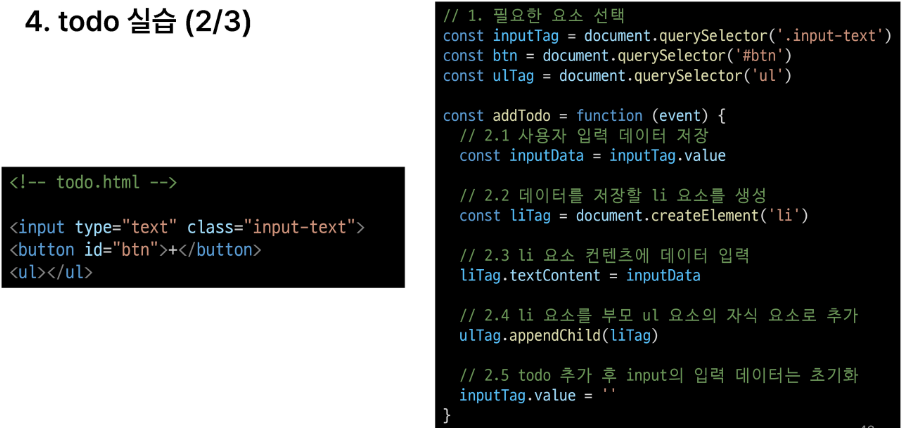 4. todo 실습 (2/3)
<!-- todo.html -->
<input type="text" class="input-text">
<button id="btn">+</button>
<ul></ul>
// 1. 필요한 요소 선택
const inputTag = document.querySelector('.input-text')
const btn = document.querySelector('#btn')
const ulTag = document.querySelector('ul')
const addTodo = function (event) {
// 2.1 사용자 입력 데이터 저장
const inputData = inputTag.value
// 2.2 데이터를 저장할 li 요소를 생성
const liTag = document.createElement('li')
// 2.3 li 요소 컨텐츠에 데이터 입력
liTag.textContent = inputData
// 2.4 li 요소를 부모 ul 요소의 자식 요소로 추가
ulTag.appendChild(liTag)
// 2.5 todo 추가 후 input의 입력 데이터는 초기화
inputTag.value = ''
}